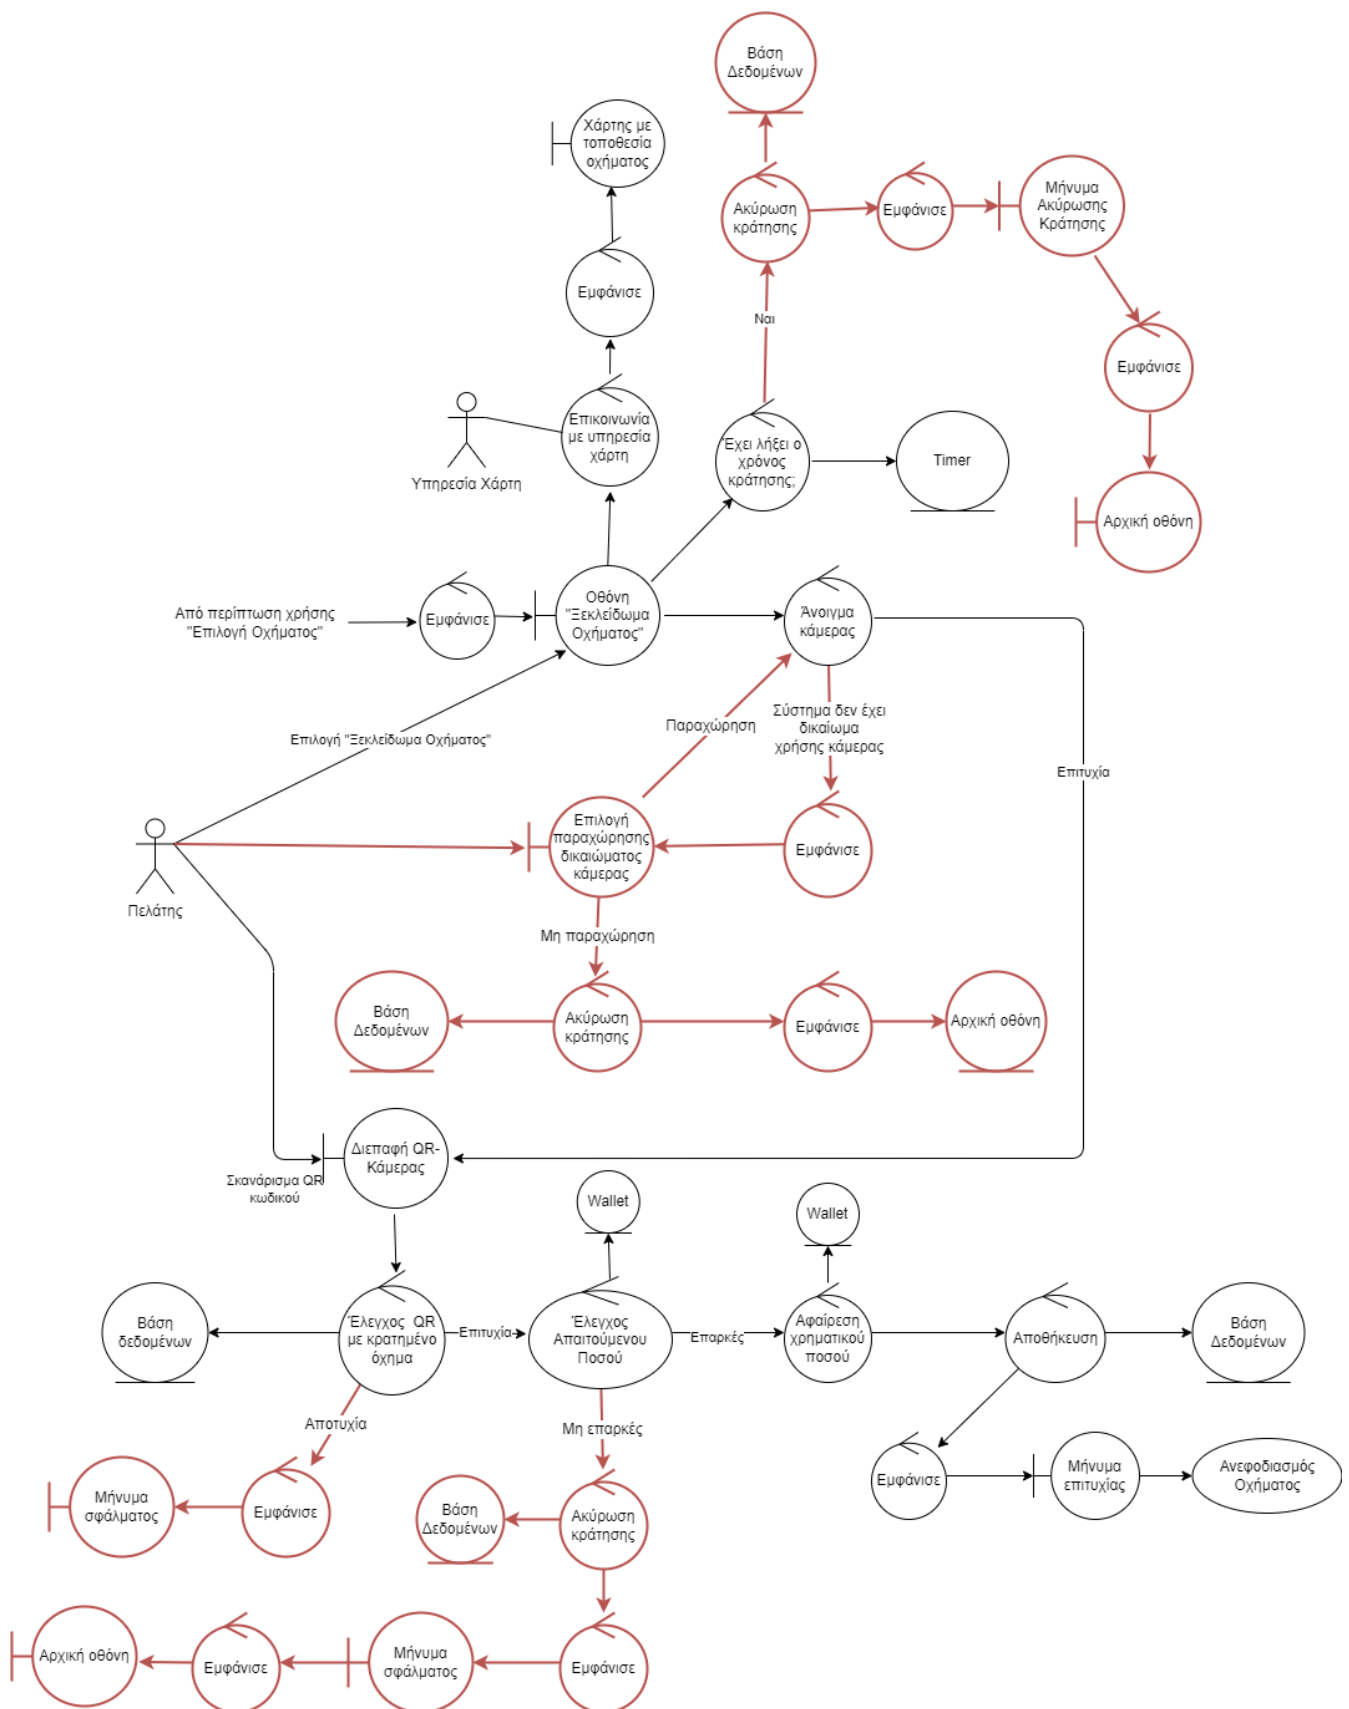 Βάση
Δεδομένων
Χάρτης με
τοποθεσία
οχήματος
Ακύρωση
κράτησης
Εμφάνισε
Μήνυμα
Ακύρωσης
Κράτησης
Εμφάνισε
Ναι
Εμφάνισε
Επικοινωνία
με υπηρεσία
χάρτη
Υπηρεσία Χάρτη
Έχει λήξει ο
χρόνος
κράτησης;
Timer
Αρχική οθόνη
Από περίπτωση χρήσης
"Επιλογή Οχήματος"
Εμφάνισε
Οθόνη
"Ξεκλείδωμα
Οχήματος"
Άνοιγμα
κάμερας
Παραχώρηση
Σύστημα δεν έχει
δικαίωμα
χρήσης κάμερας
Επιλογή "Ξεκλείδωμα Οχήματος"
Επιτυχία
Επιλογή
παραχώρησης
δικαιώματος
κάμερας
Εμφάνισε
Πελάτης
Μη παραχώρηση
Βάση
Δεδομένων
Ακύρωση
κράτησης
Εμφάνισε
Αρχική οθόνη
Διεπαφή QR-
Κάμερας
Σκανάρισμα QR
κωδικού
Wallet
Wallet
Βάση
δεδομένων
Έλεγχος QR
με κρατημένο
όχημα
Επιτυχία
Έλεγχος
Απαιτούμενου
Ποσού
Επαρκές
Αφαίρεση
χρηματικού
ποσού
Αποθήκευση
Βάση
Δεδομένων
Αποτυχία
Μη επαρκές
Εμφάνισε
Μήνυμα
επιτυχίας
Ανεφοδιασμός
Οχήματος
Μήνυμα
σφάλματος
Εμφάνισε
Βάση
Δεδομένων
Ακύρωση
κράτησης
Αρχική οθόνη
Εμφάνισε
Μήνυμα
σφάλματος
Εμφάνισε